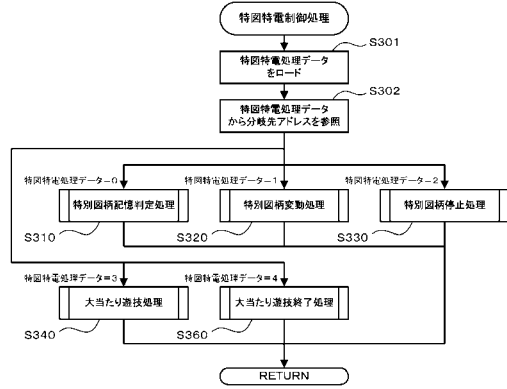 特図特電制御処理
S301
特図特電処理データ
をロード
S302
特図特電処理データ
から分岐先アドレスを参照
特図特電処理データ=0
特図特電処理データ=1
特図特電処理データ=2
特別図柄記憶判定処理
特別図柄変動処理
特別図柄停止処理
S310
S320
S330
特図特電処理データ=3
特図特電処理データ=4
大当たり遊技処理
大当たり遊技終了処理
S340
S360
RETURN